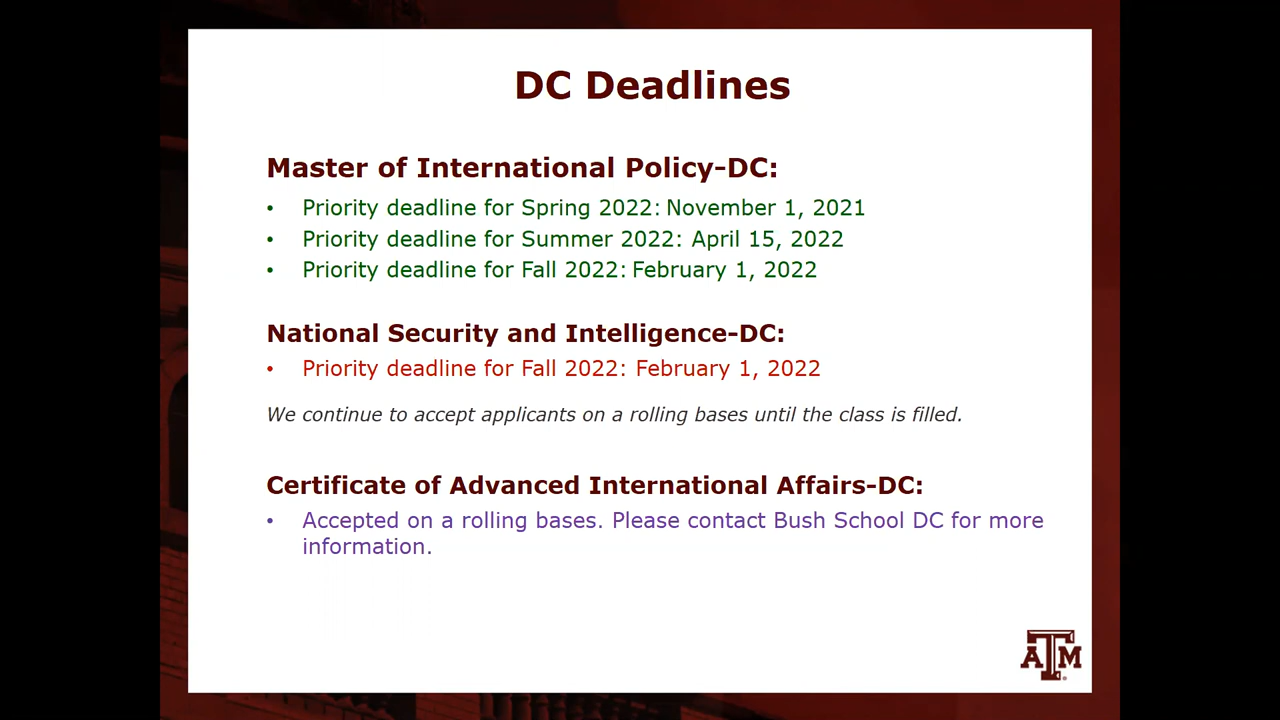 DC Deadlines
Master of International Policy-DC:
• Priority deadline for Spring 2022: November 1, 2021
• Priority deadline for Summer 2022: April 15, 2022
• Priority deadline for Fall 2022: February 1, 2022
National Security and Intelligence-DC:
• Priority deadline for Fall 2022: February 1, 2022
We continue to accept applicants on a rolling bases until the class is filled.
Certificate of Advanced International Affairs-DC:
• Accepted on a rolling bases. Please contact Bush School DC for more
information.
ATM®